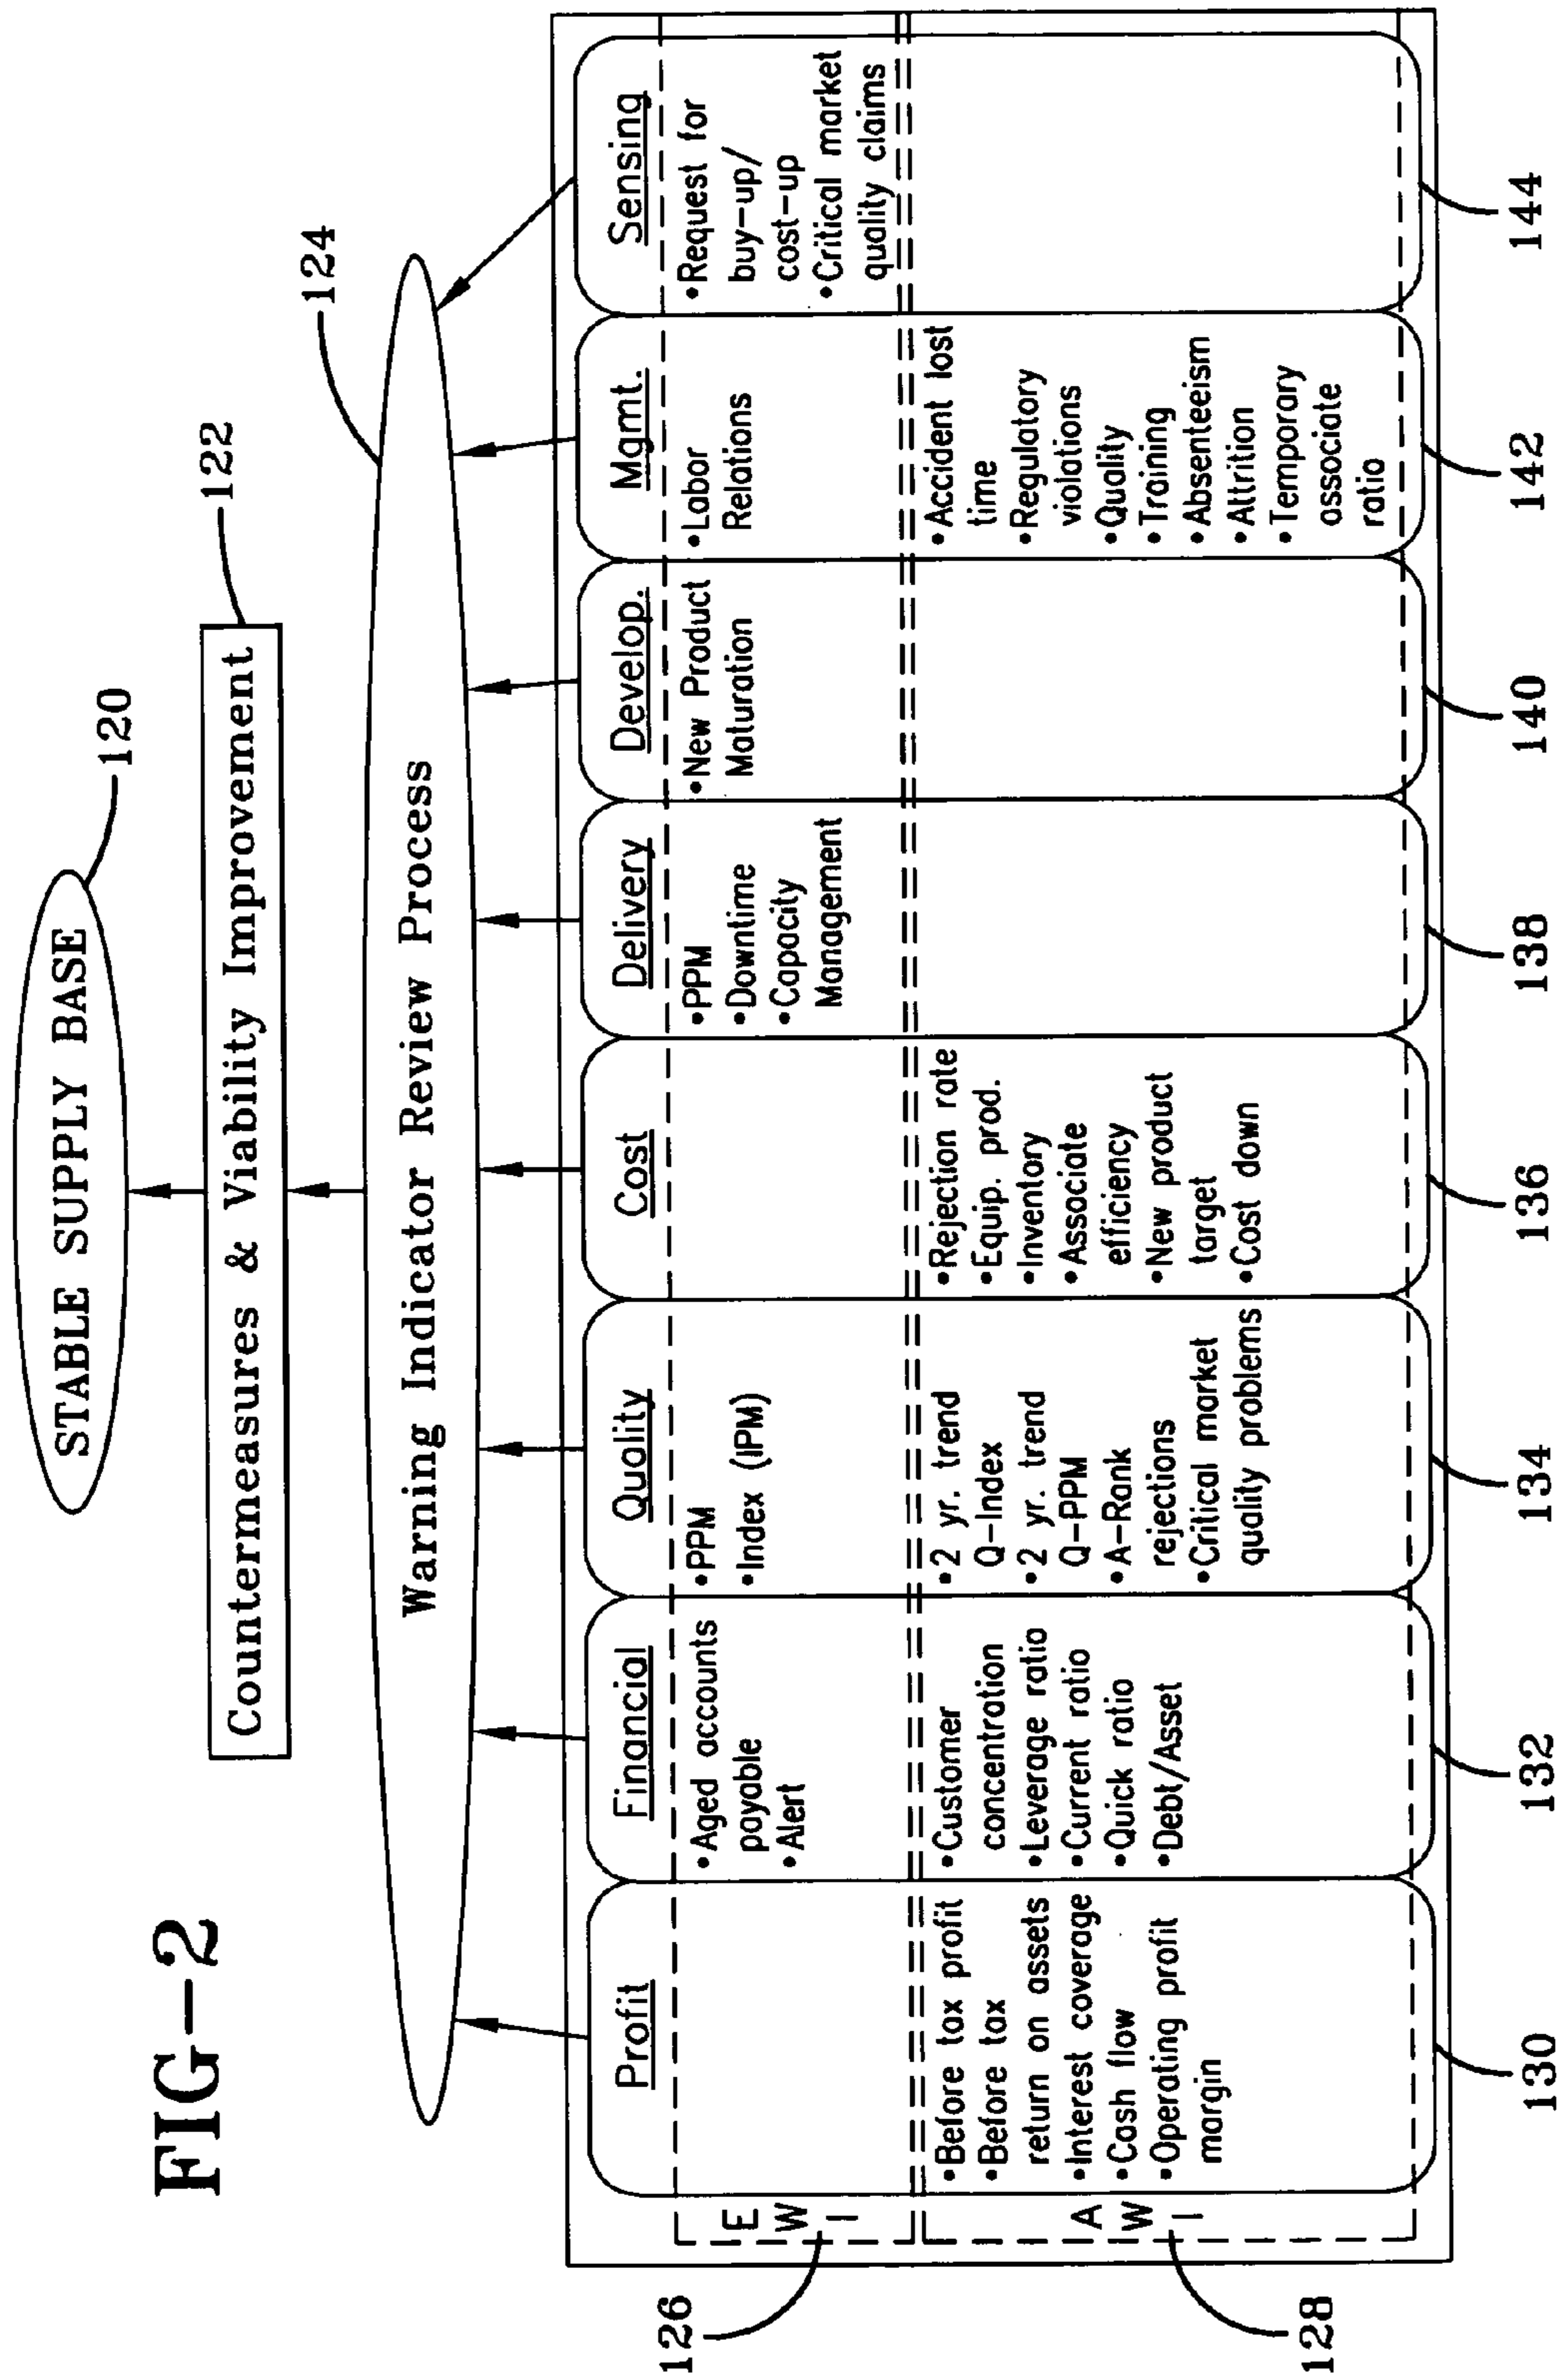 FIG-2
STABLE SUPPLY BASE
120
Countermeasures & Viability Improvement
122
Warning Indicator Review Process
124
126
E
W
I
128
A
W
I
Profit
•Before tax profit
•Before tax
return on assets
•Interest coverage
•Cash flow
•Operating profit
margin
130
Financial
•Aged accounts
payable
•Alert
•Customer
concentration
•Leverage ratio
•Current ratio
•Quick ratio
•Debt/Asset
132
Quality
•PPM
•Index (IPM)
•2 yr. trend
Q-Index
•2 yr. trend
Q-PPM
•A-Rank
rejections
•Critical market
quality problems
134
Cost
•Rejection rate
•Equip. prod.
•Inventory
•Associate
efficiency
•New product
target
•Cost down
136
Delivery
•PPM
•Downtime
•Capacity
Management
138
Develop.
•New Product
Maturation
140
Mgmt.
•Labor
Relations
•Accident lost
time
•Regulatory
violations
•Quality
•Training
•Absenteeism
•Attrition
•Temporary
associate
ratio
142
Sensing
•Request for
buy-up/
cost-up
•Critical market
quality claims
144